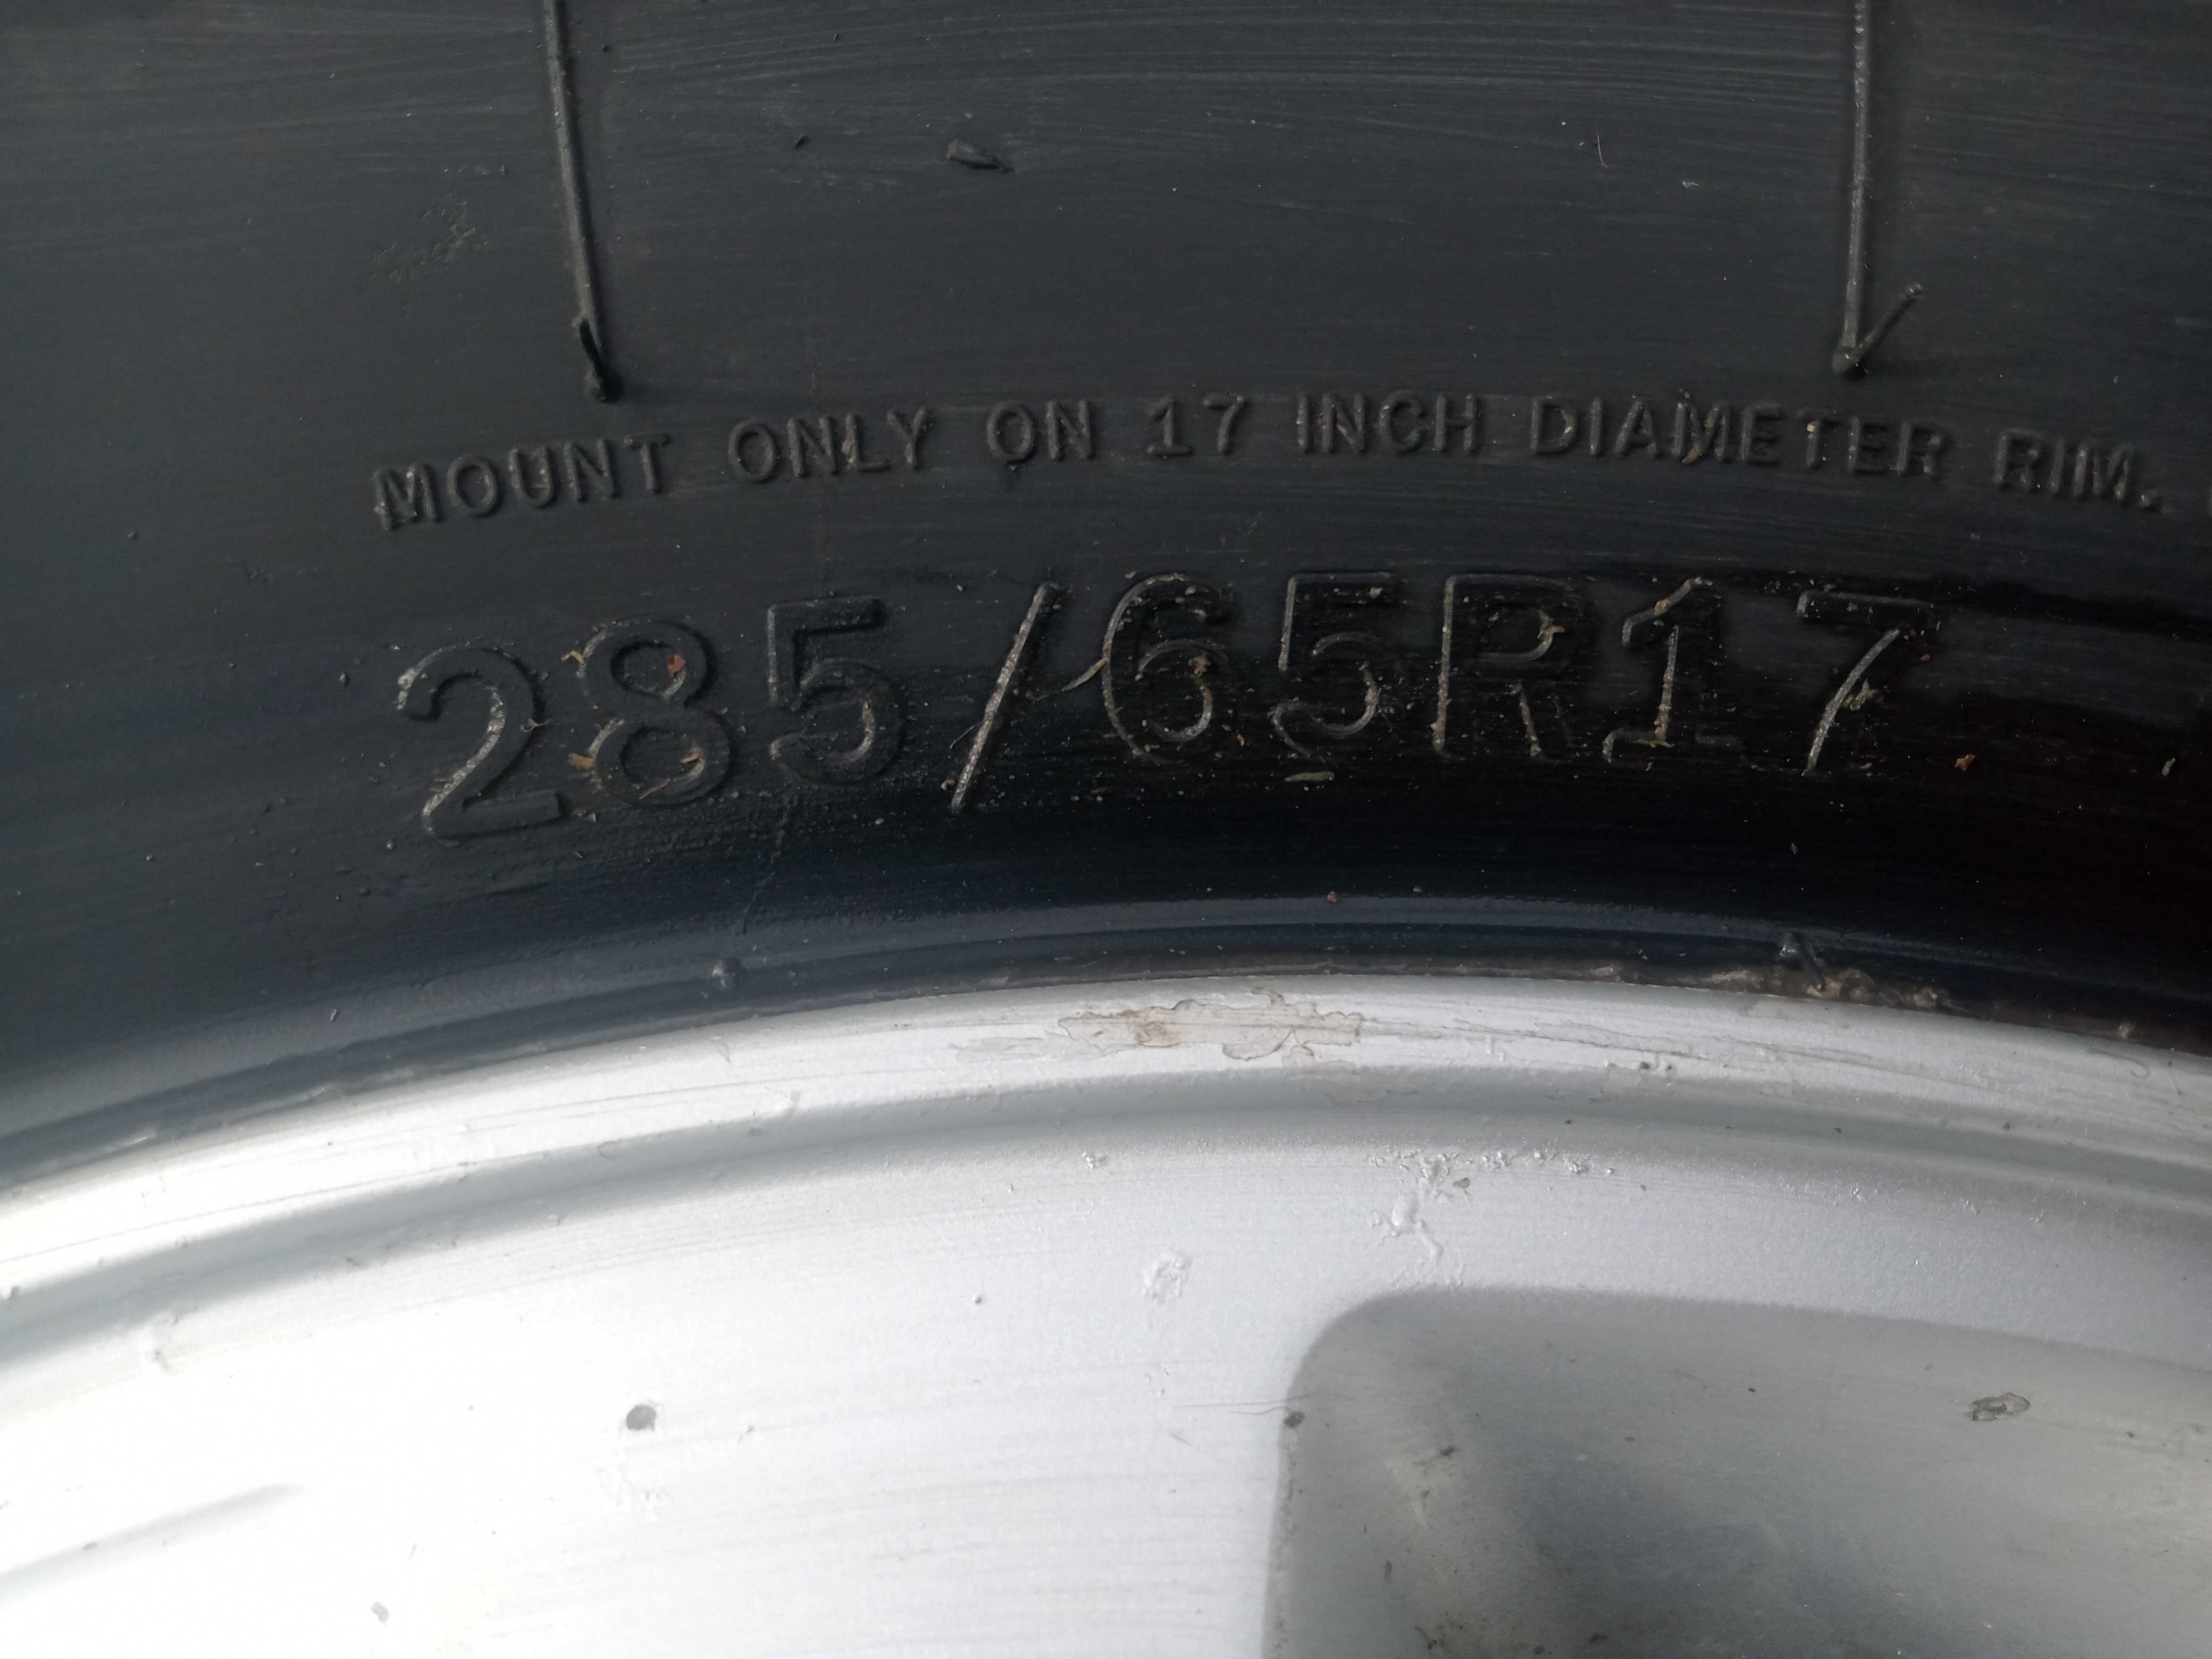 MOUNT ONLY ON 17 INCH DIAMETER RIM.
285/65R17